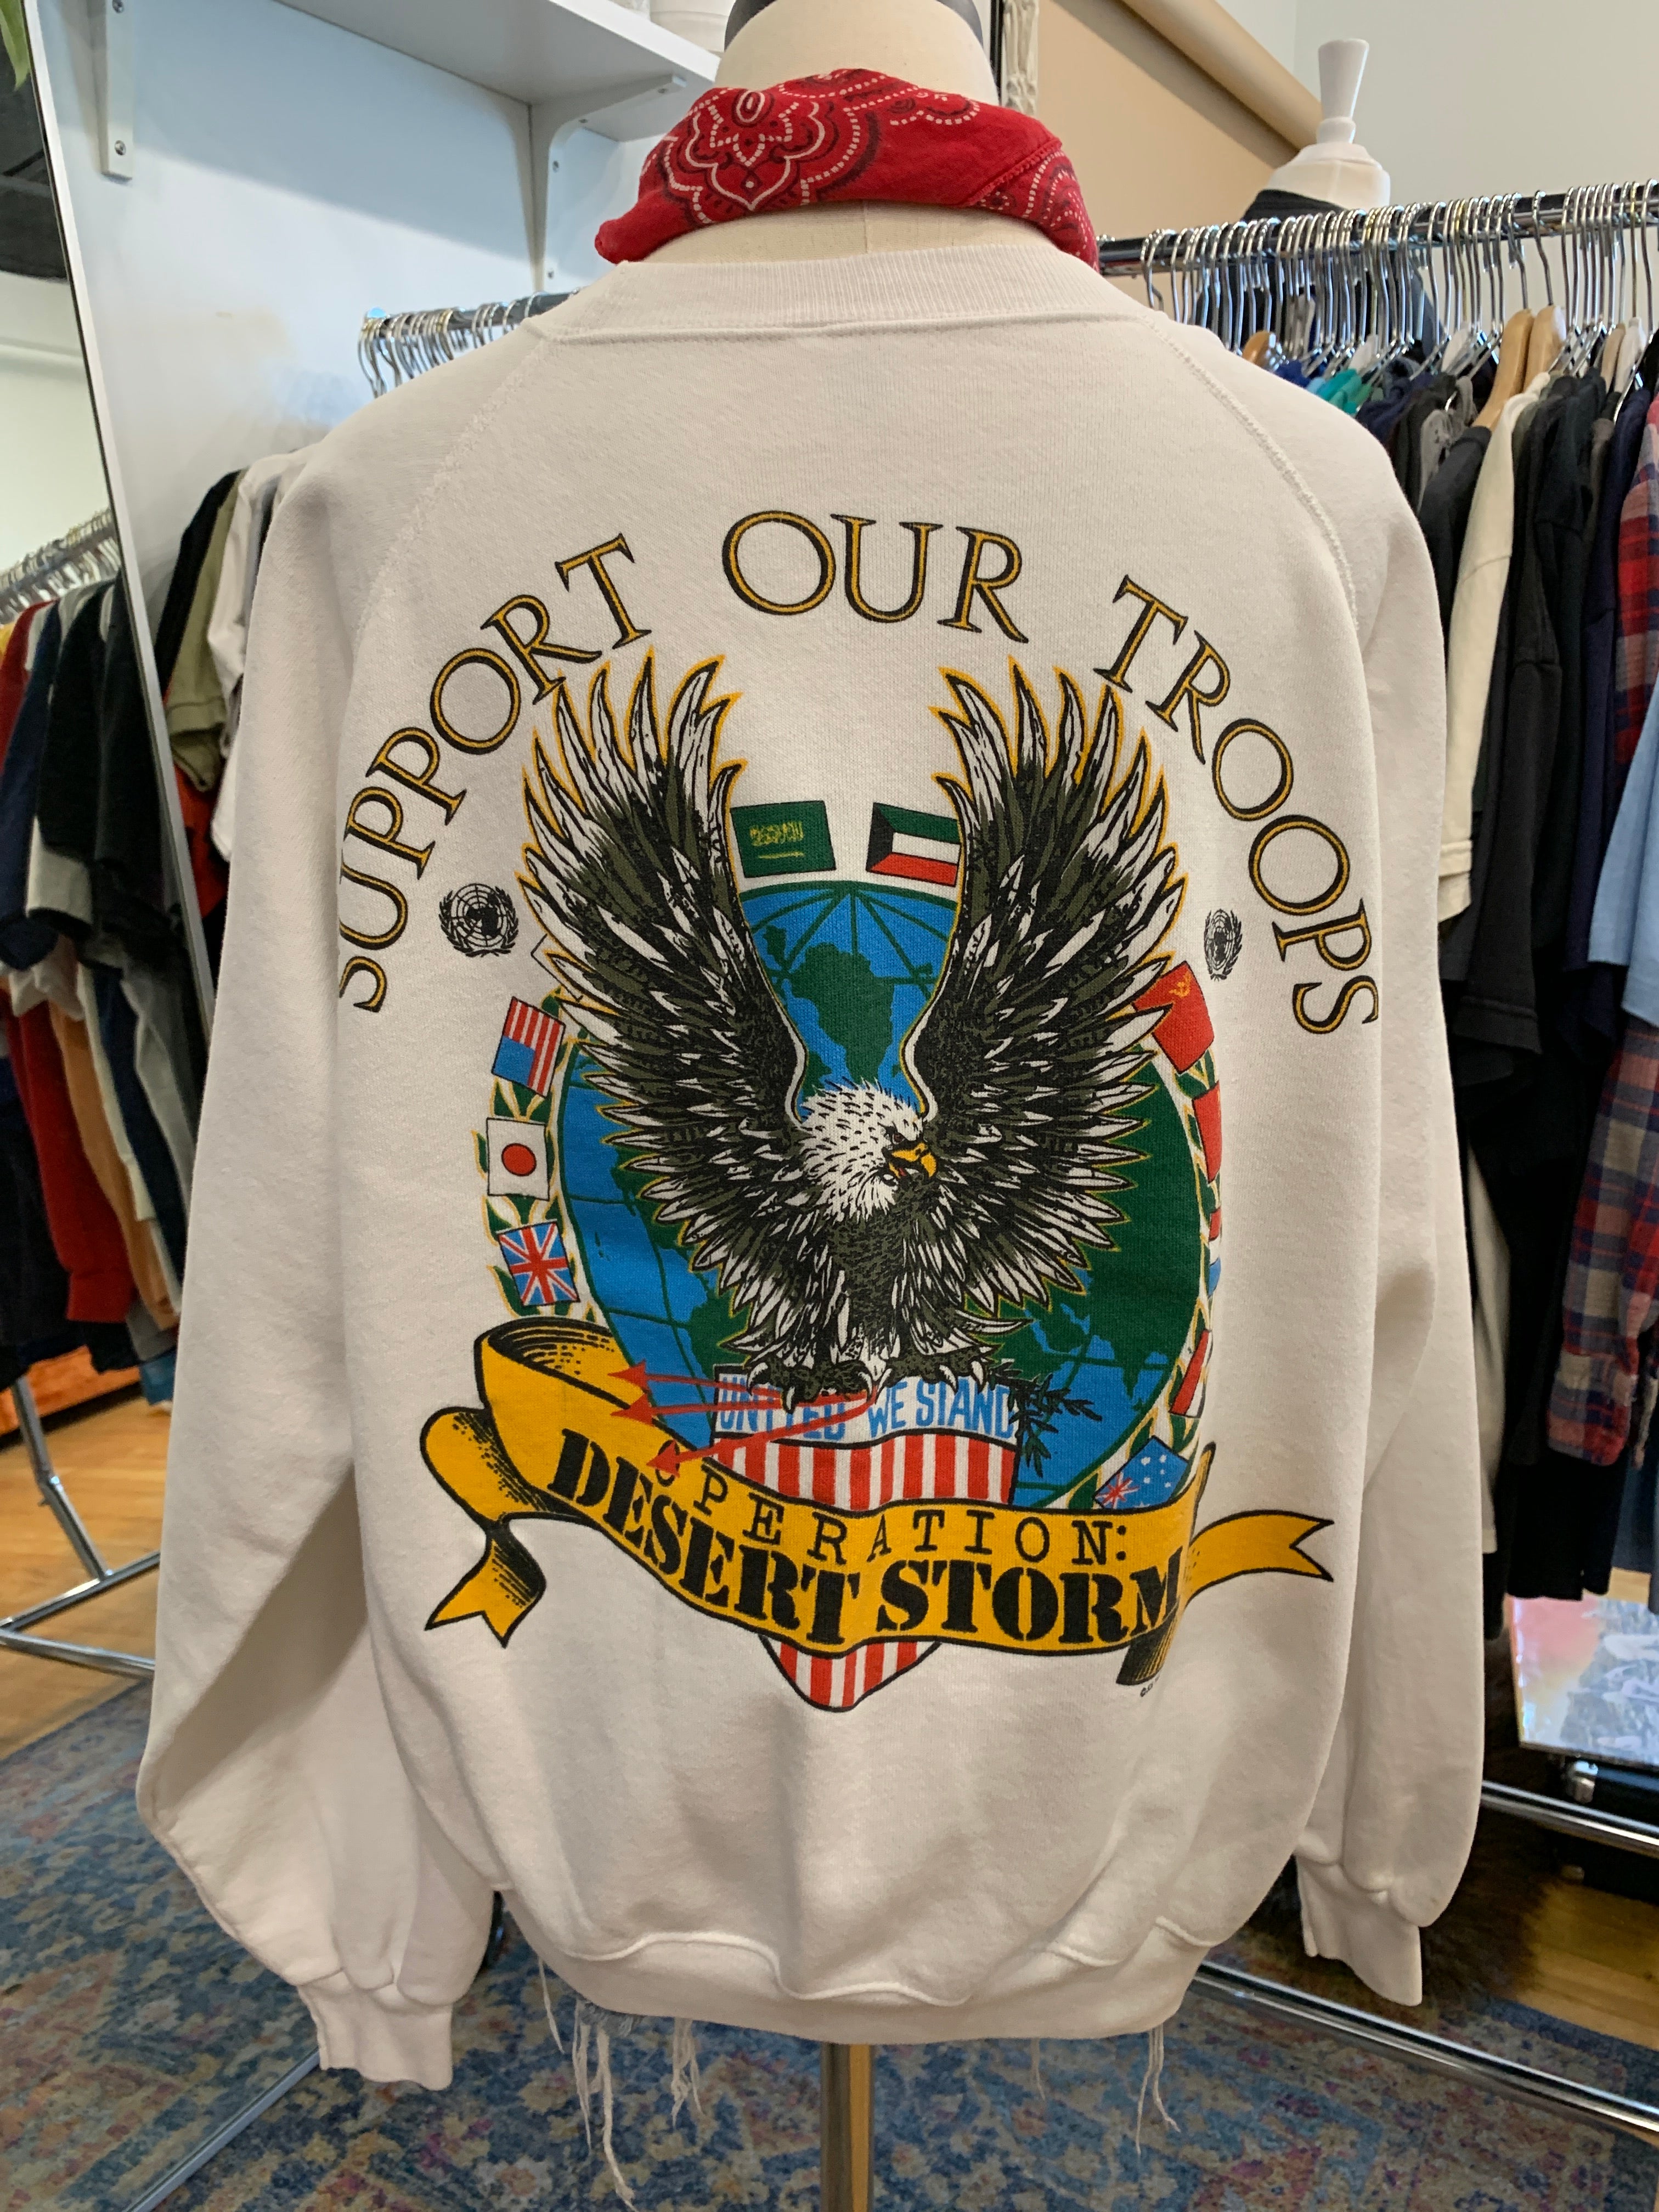 SUPPORT OUR TROOPS
UNITED WE STAND
OPERATION:
DESERT STORM